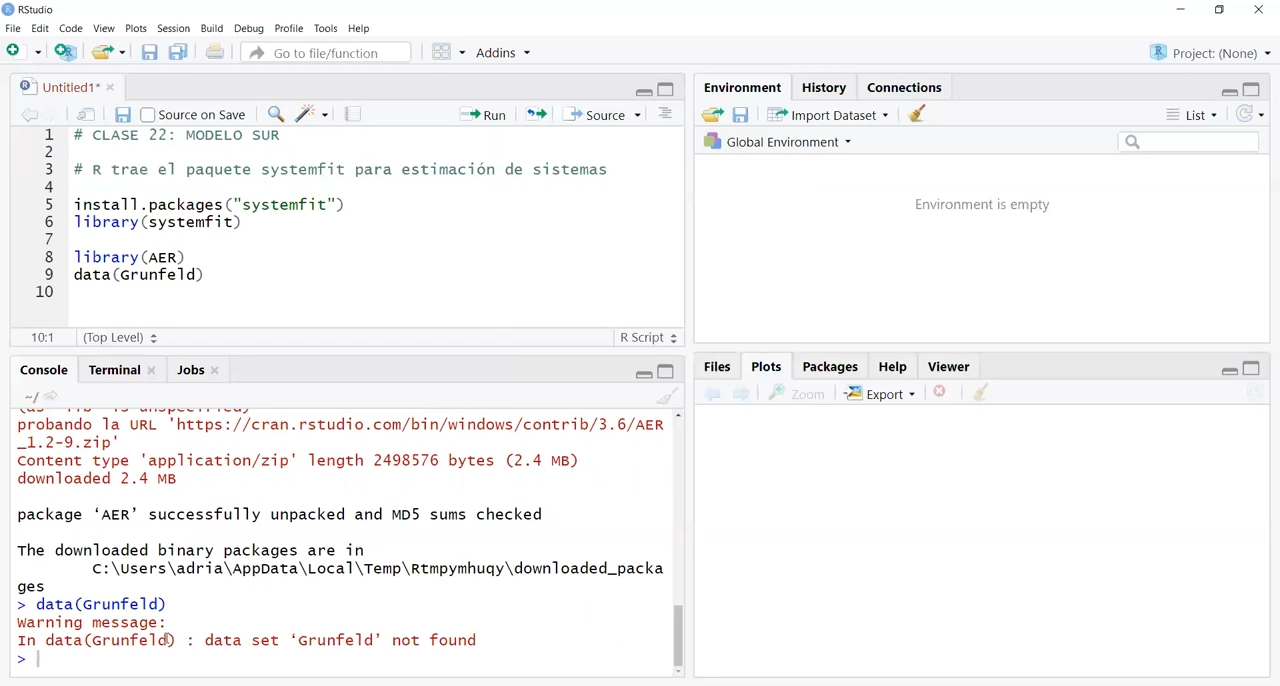 RStudio
File Edit Code View Plots Session Build Debug Profile Tools Help
Go to file/function
Addins
Project: (None)
Untitled1*
Source on Save
Run
Source
1 # CLASE 22: MODELO SUR
2
3 # R trae el paquete systemfit para estimación de sistemas
4
5 install.packages("systemfit")
6 library(systemfit)
7
8 library(AER)
9 data(Grunfeld)
10
10:1 (Top Level) R Script
Console Terminal Jobs
~/
(as 'lib' is unspecified)
probando la URL 'https://cran.rstudio.com/bin/windows/contrib/3.6/AER
_1.2-9.zip'
Content type 'application/zip' length 2498576 bytes (2.4 MB)
downloaded 2.4 MB
package ‘AER’ successfully unpacked and MD5 sums checked
The downloaded binary packages are in
C:\Users\adria\AppData\Local\Temp\Rtmpymhuqy\downloaded_packa
ges
> data(Grunfeld)
Warning message:
In data(Grunfeld) : data set ‘Grunfeld’ not found
>
Environment History Connections
Import Dataset
List
Global Environment
Environment is empty
Files Plots Packages Help Viewer
Zoom
Export